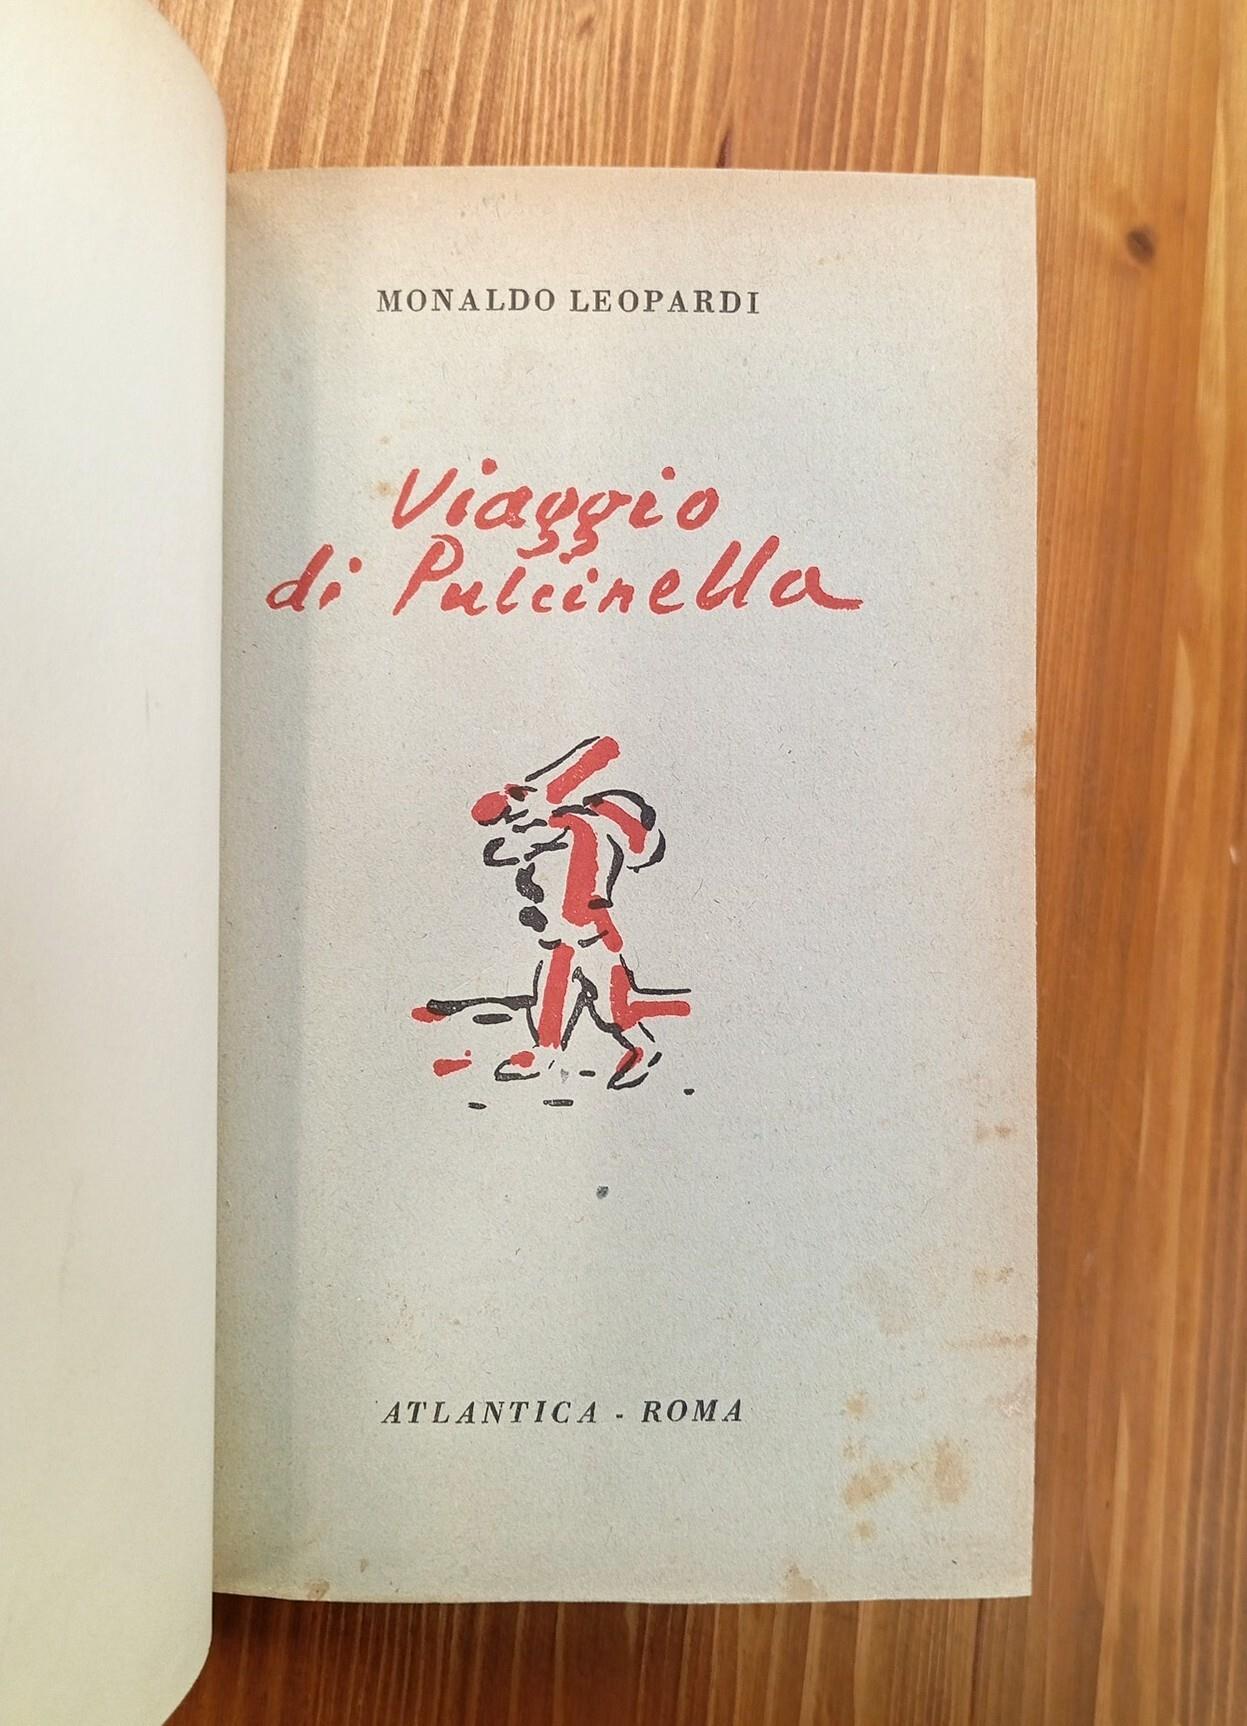 MONALDO LEOPARDI
Viaggio
di Pulcinella
ATLANTICA - ROMA